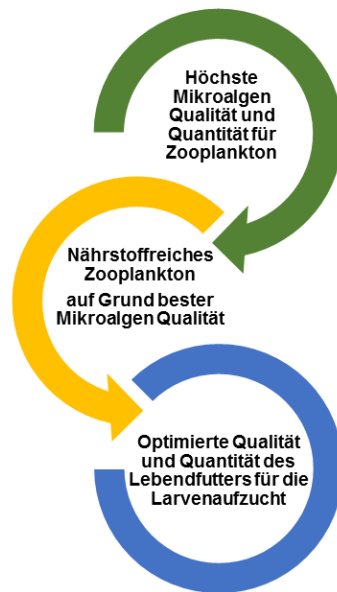 Höchste
Mikroalgen
Qualität und
Quantität für
Zooplankton
Nährstoffreiches
Zooplankton
auf Grund bester
Mikroalgen Qualität
Optimierte Qualität
und Quantität des
Lebendfutters für die
Larvenaufzucht